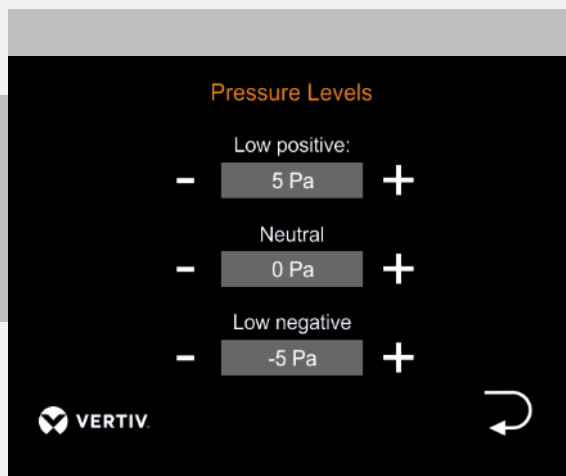 Pressure Levels
Low positive:
- 5 Pa +
Neutral
- 0 Pa +
Low negative
- -5 Pa +
VERTIV.